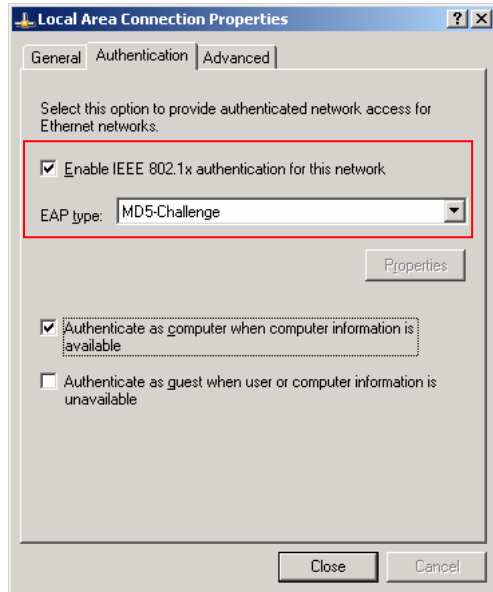 Local Area Connection Properties
General Authentication Advanced
Select this option to provide authenticated network access for
Ethernet networks.
Enable IEEE 802.1x authentication for this network
EAP type: MD5-Challenge
Properties
Authenticate as computer when computer information is
available
Authenticate as guest when user or computer information is
unavailable
Close Cancel